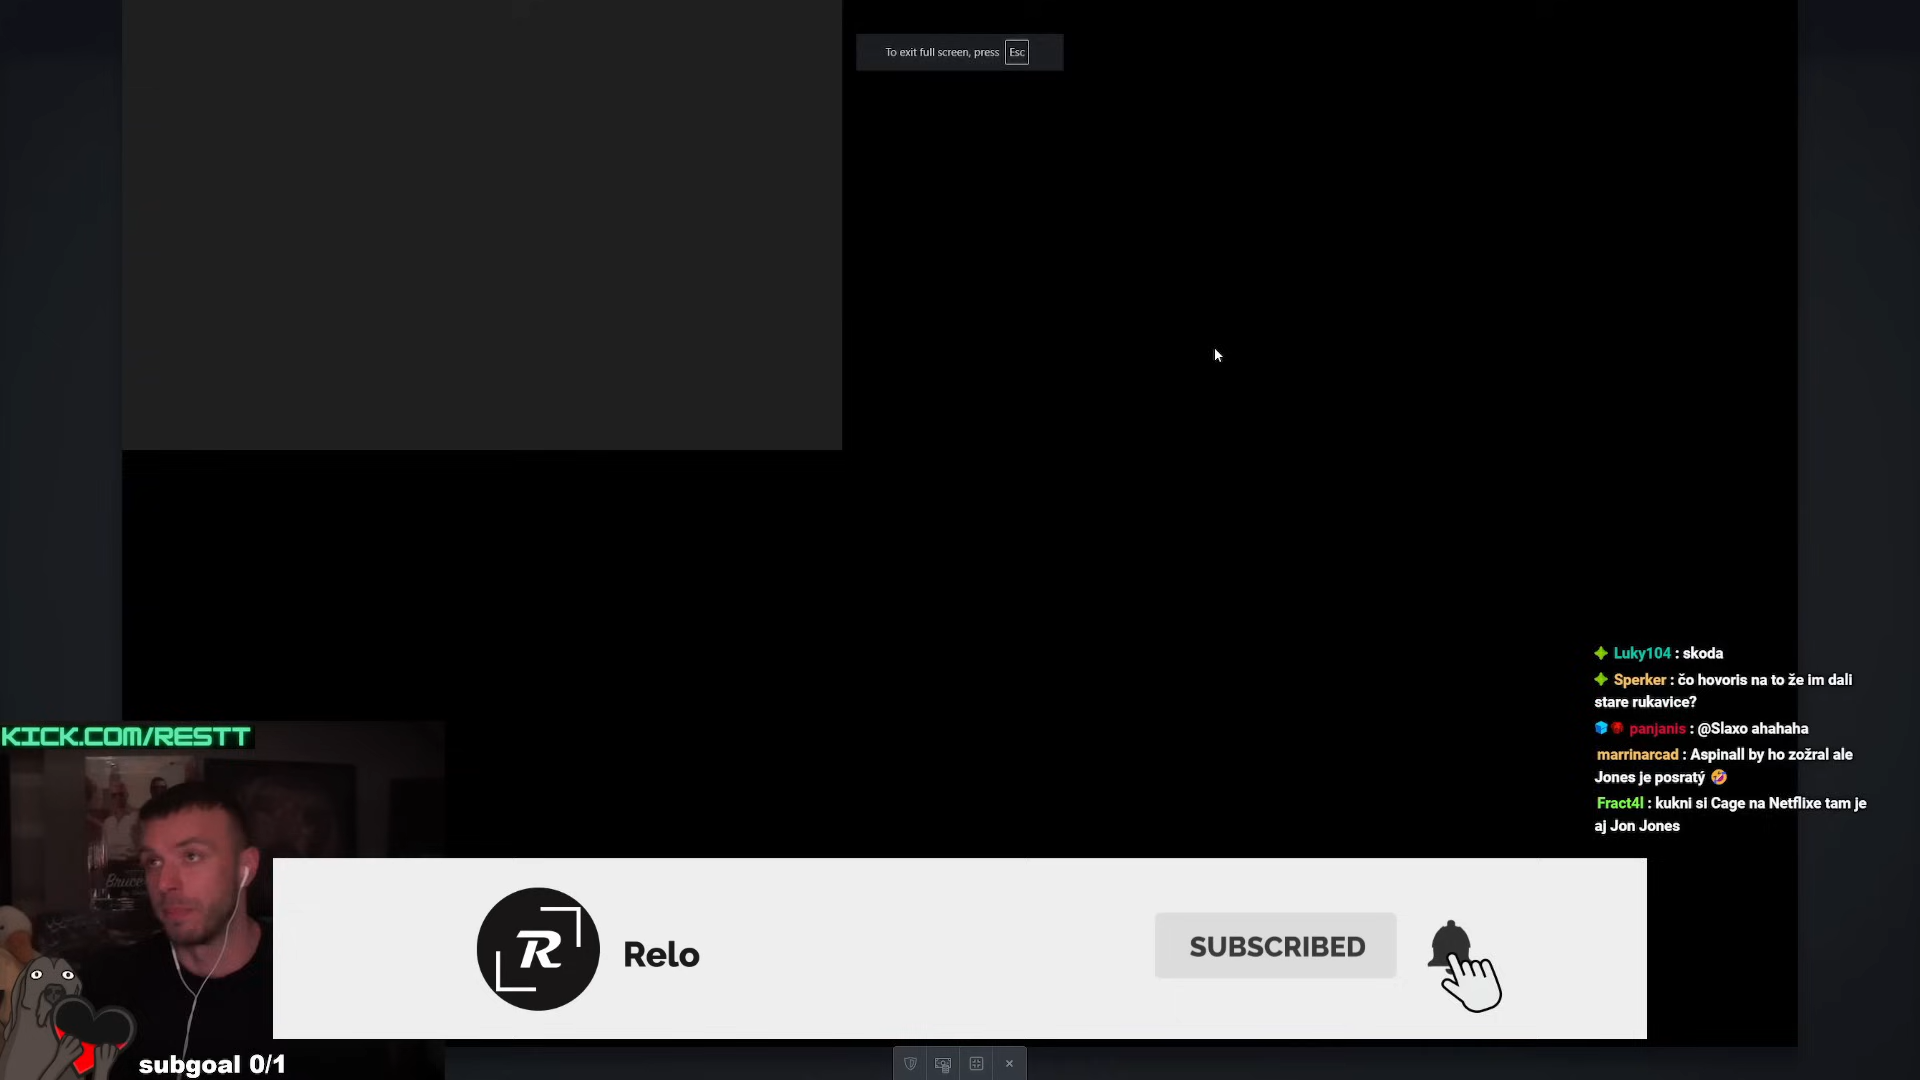 To exit full screen, press Esc
Luky104 : skoda
Sperker : čo hovoris na to že im dali
stare rukavice?
panjanis : @Slaxo ahahaha
marrinarcad : Aspinall by ho zožral ale
Jones je posratý 🤣
Fract4l : kukni si Cage na Netflixe tam je
aj Jon Jones
KICK.COM/RESTT
Bruce
R
Relo
SUBSCRIBED
subgoal 0/1